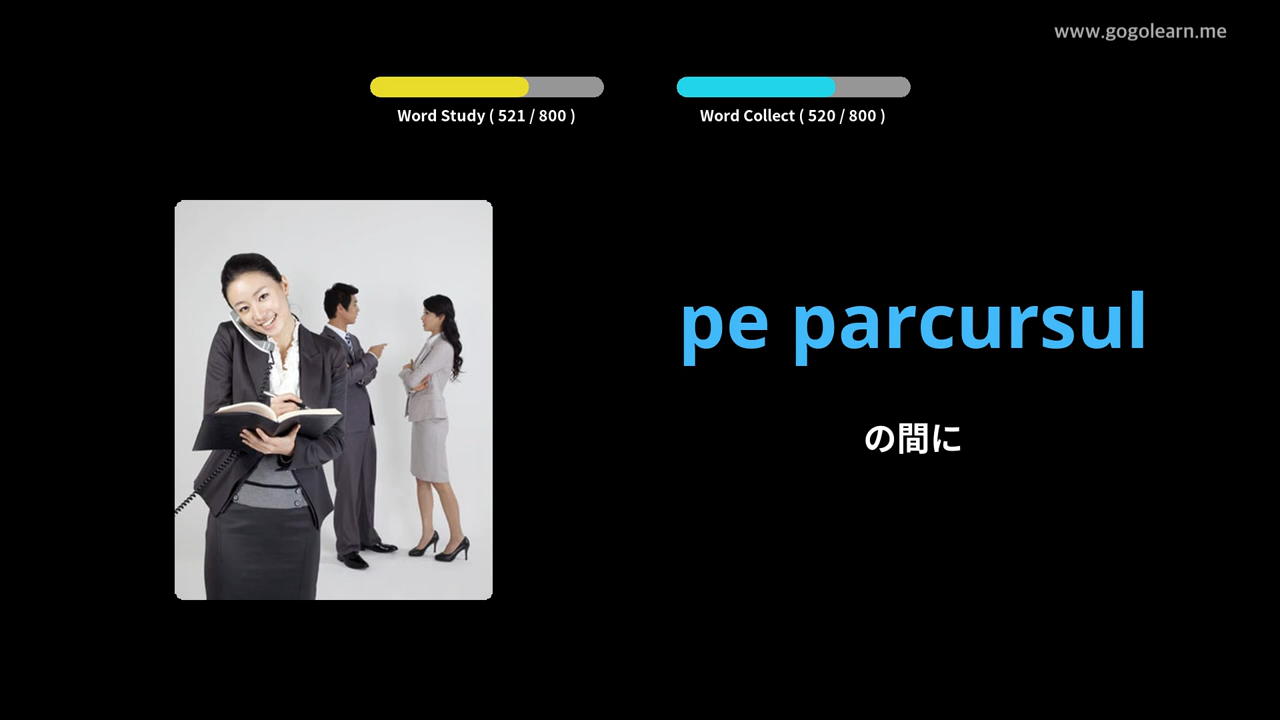 www.gogolearn.me
Word Study ( 521 / 800 )
Word Collect ( 520 / 800 )
pe parcursul
の間に